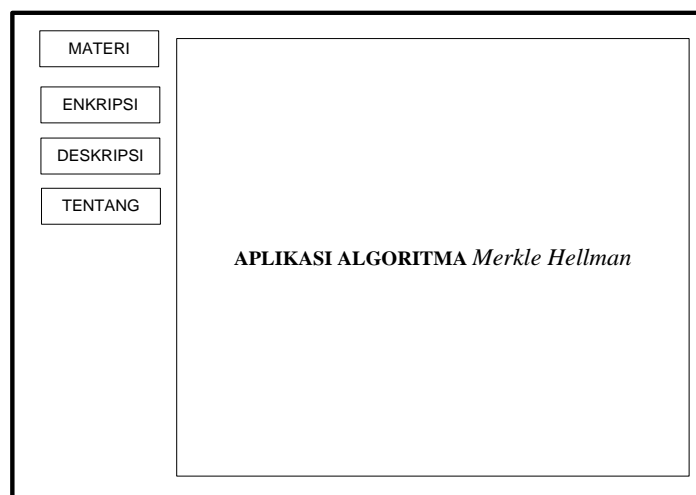 MATERI
ENKRIPSI
DESKRIPSI
TENTANG
APLIKASI ALGORITMA Merkle Hellman